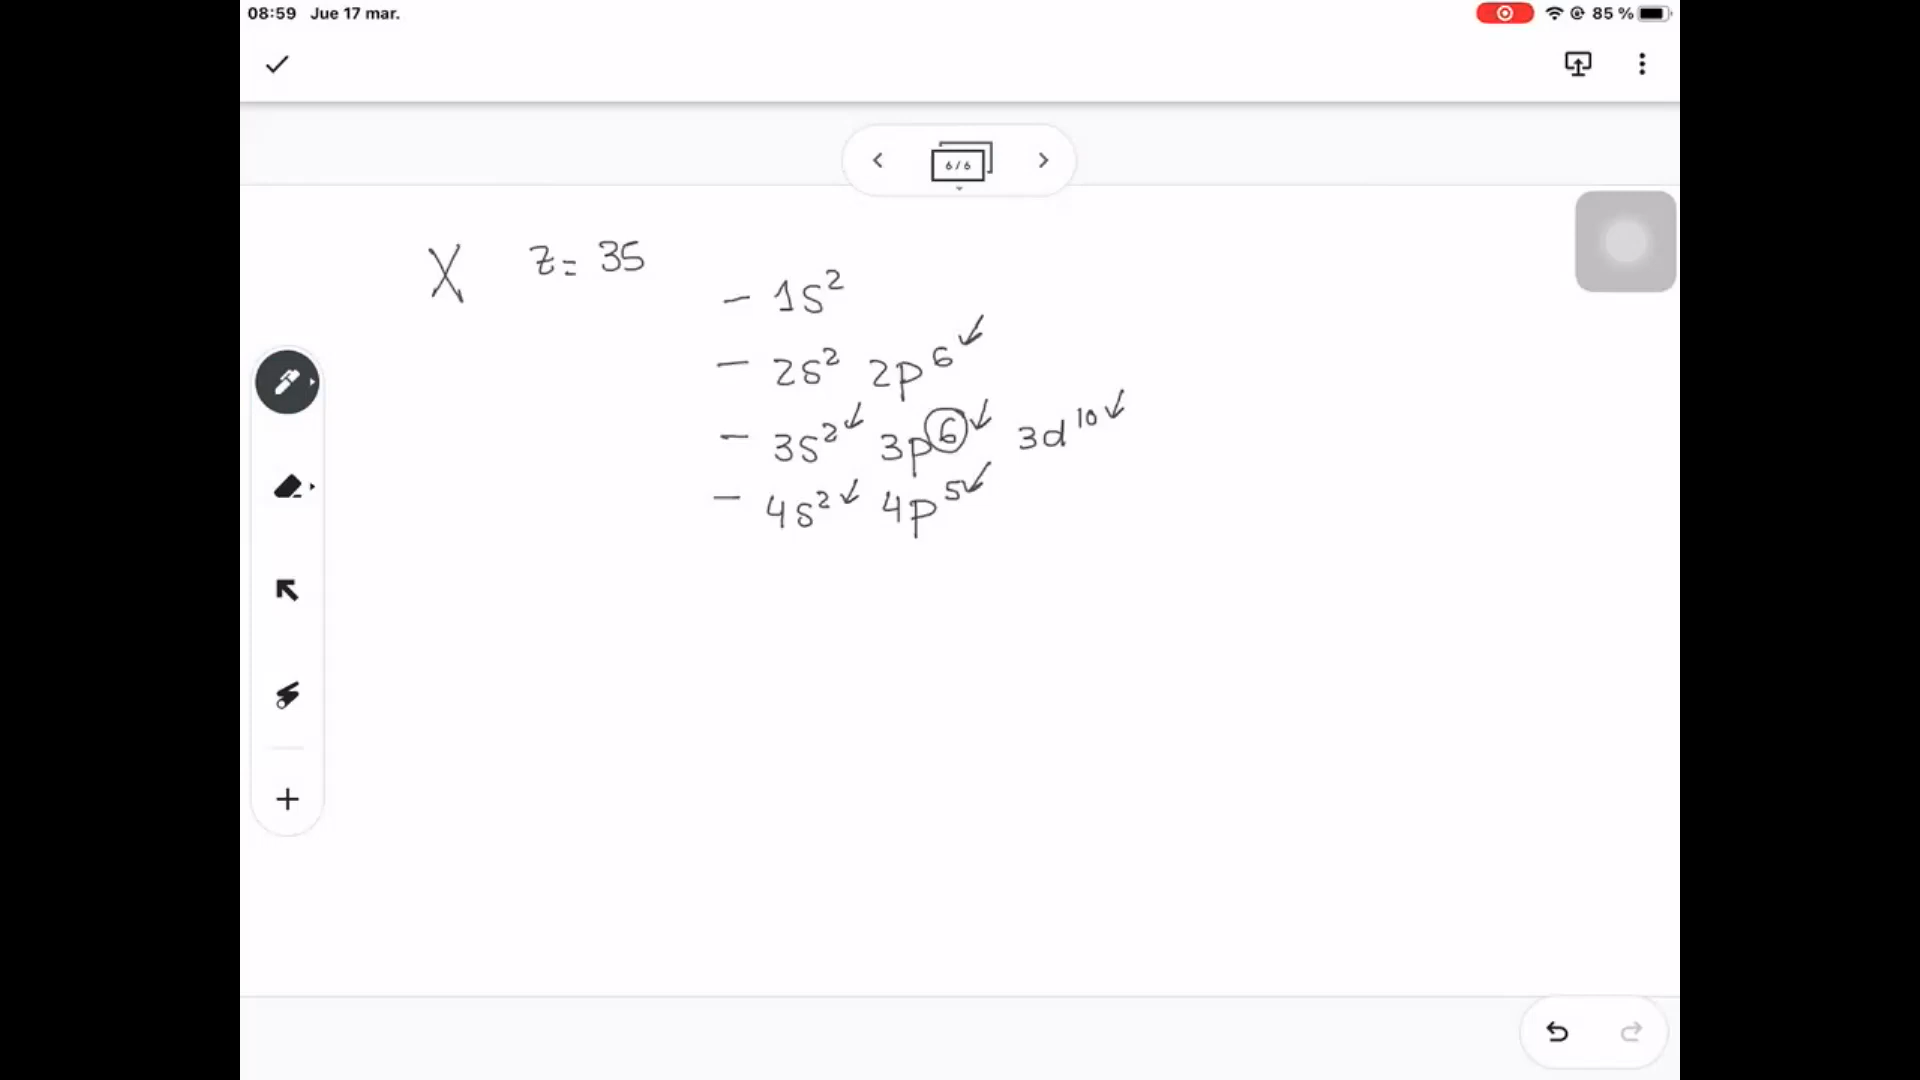 08:59 Jue 17 mar. 85 %
6/6
X z= 35
- 1s²
- 2s² 2p⁶
- 3s² 3p⁶ 3d¹⁰
- 4s² 4p⁵